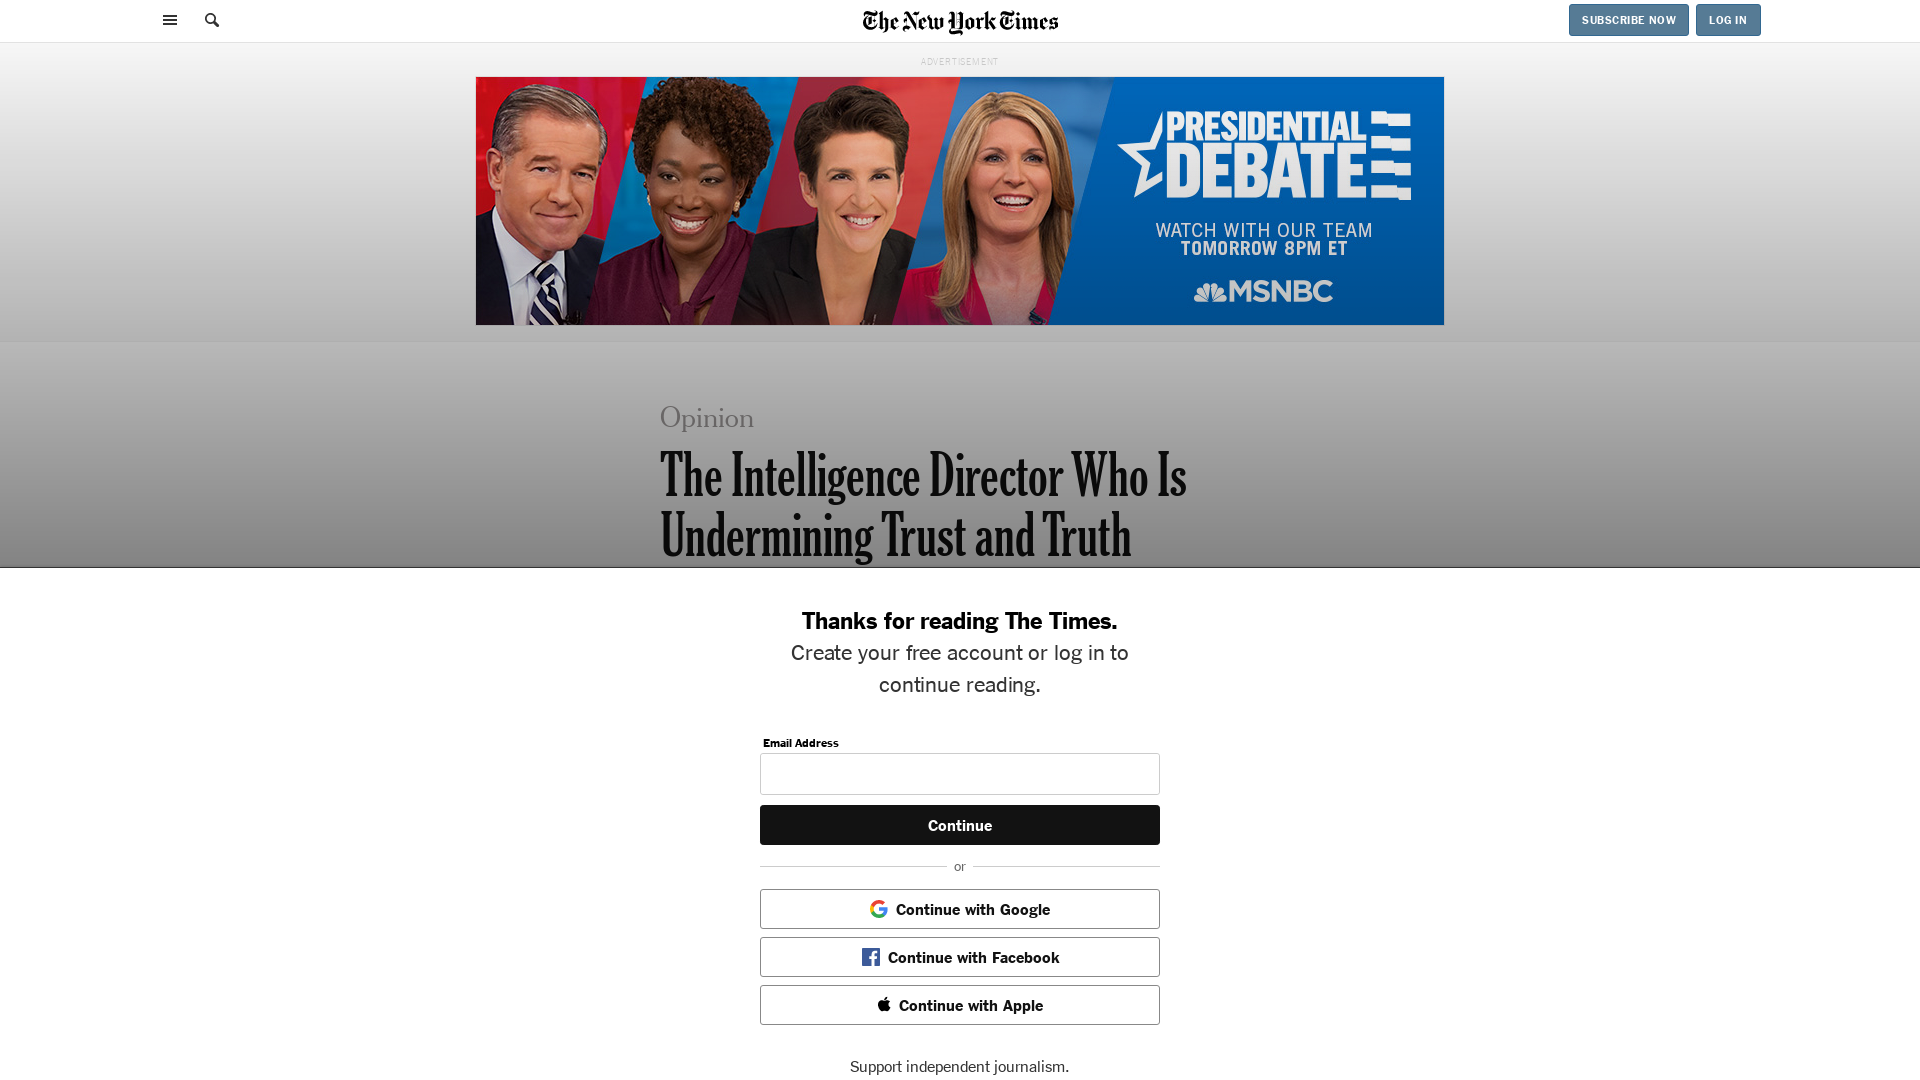 The New York Times
SUBSCRIBE NOW
LOG IN
ADVERTISEMENT
PRESIDENTIAL
DEBATE
WATCH WITH OUR TEAM
TOMORROW 8PM ET
MSNBC
Opinion
The Intelligence Director Who Is
Undermining Trust and Truth
Thanks for reading The Times.
Create your free account or log in to
continue reading.
Email Address
Continue
or
Continue with Google
Continue with Facebook
Continue with Apple
Support independent journalism.